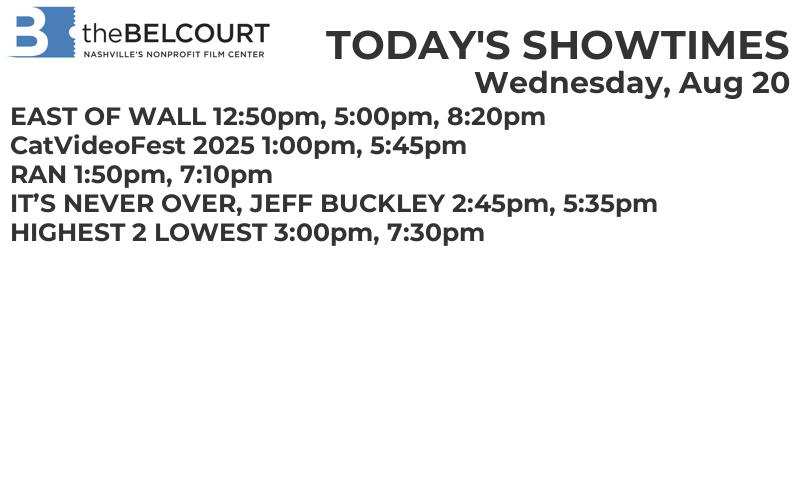 B theBELCOURT
NASHVILLE'S NONPROFIT FILM CENTER
TODAY'S SHOWTIMES
Wednesday, Aug 20
EAST OF WALL 12:50pm, 5:00pm, 8:20pm
CatVideoFest 2025 1:00pm, 5:45pm
RAN 1:50pm, 7:10pm
IT’S NEVER OVER, JEFF BUCKLEY 2:45pm, 5:35pm
HIGHEST 2 LOWEST 3:00pm, 7:30pm